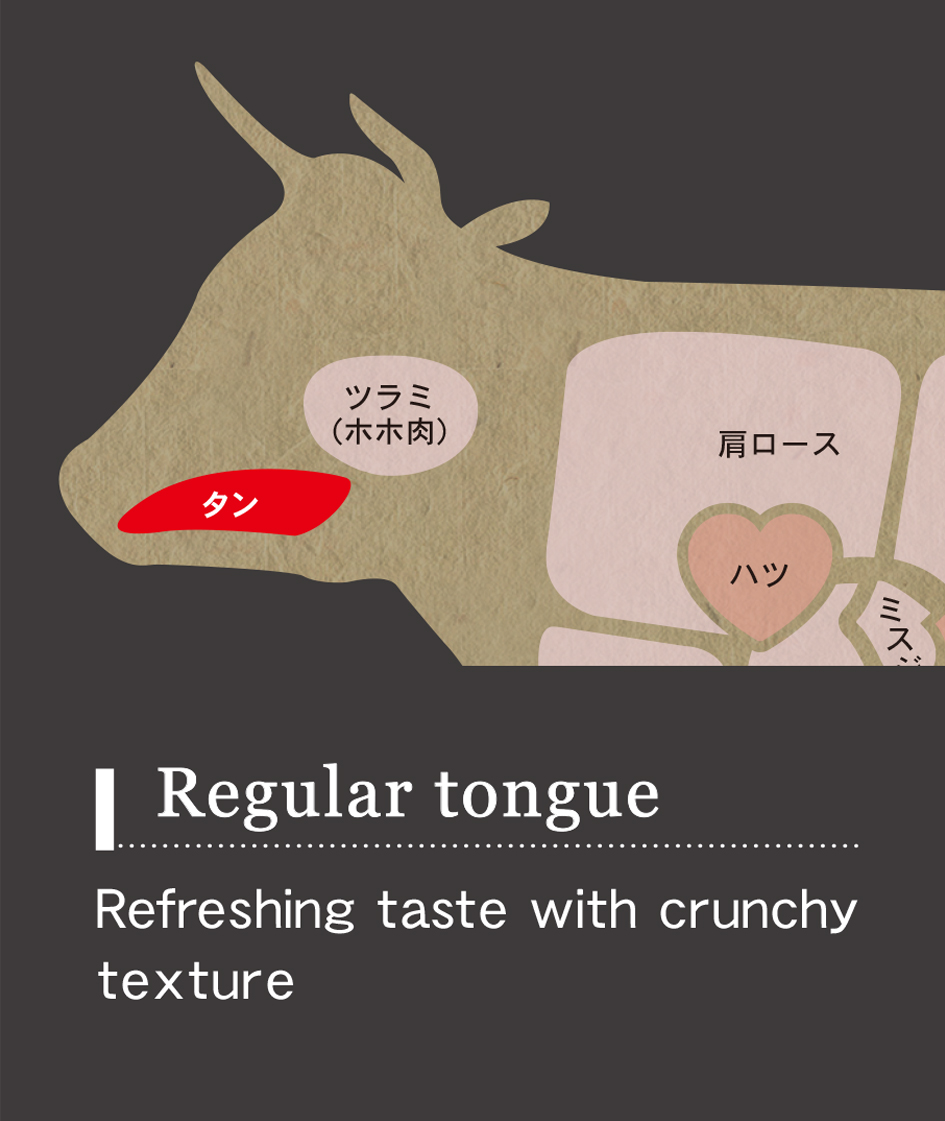 ツラミ
（ホホ肉）
肩ロース
タン
ハツ
ミスジ
Regular tongue
Refreshing taste with crunchy
texture